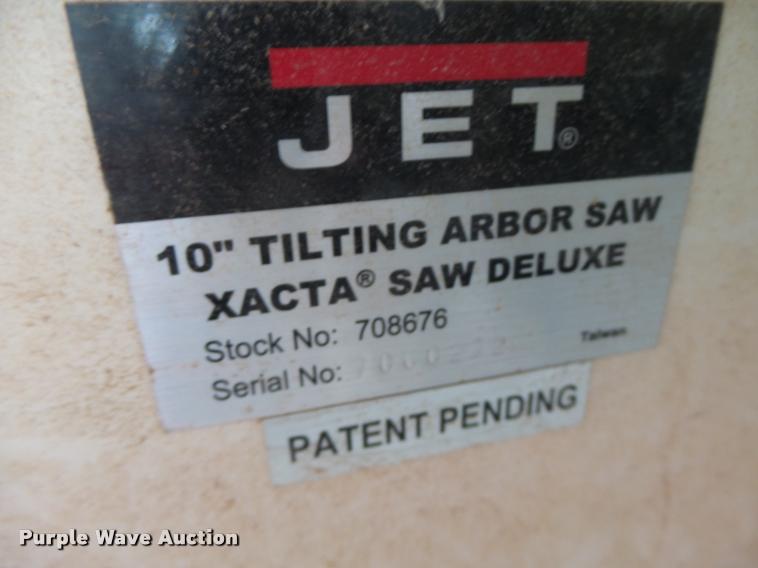 JET®
10" TILTING ARBOR SAW
XACTA® SAW DELUXE
Stock No: 708676
Taiwan
Serial No:
PATENT PENDING
Purple Wave Auction